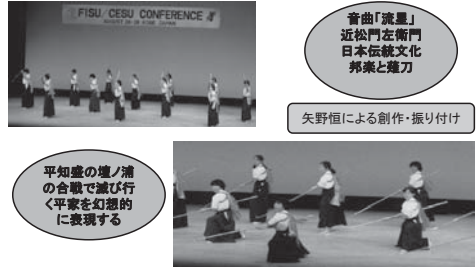 FISU/CESU CONFERENCE
音曲「流星」
近松門左衛門
日本伝統文化
邦楽と薙刀
矢野恒による創作・振り付け
平知盛の壇ノ浦
の合戦で滅び行
く平家を幻想的
に表現する